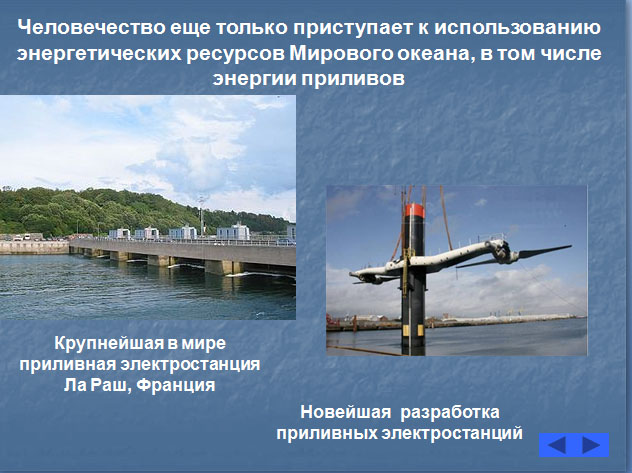 Человечество еще только приступает к использованию
энергетических ресурсов Мирового океана, в том числе
энергии приливов
Крупнейшая в мире
приливная электростанция
Ла Раш, Франция
Новейшая разработка
приливных электростанций